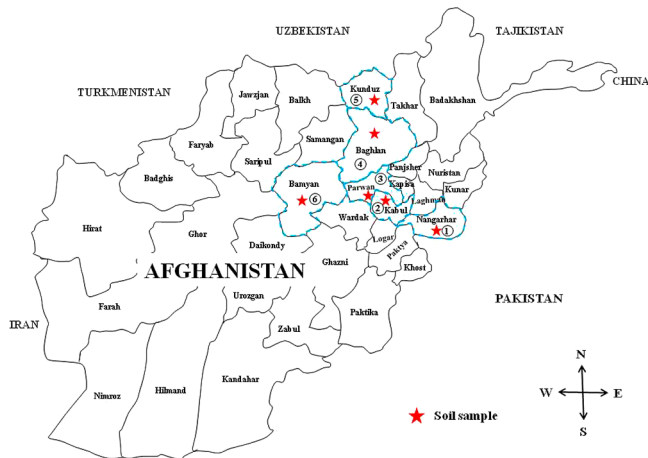 UZBEKISTAN
TAJIKISTAN
TURKMENISTAN
CHINA
Kunduz
⑤
Jawzjan
Balkh
Takhar
Badakhshan
Faryab
Samangan
Baghlan
④
Saripul
Badghis
Panjsher
Nuristan
③
Bamyan
⑥
Parwan
Kapisa
Kunar
Laghman
②
Kabul
Wardak
Nangarhar
①
Hirat
Ghor
Logar
Daikondy
Paktya
Ghazni
AFGHANISTAN
Khost
Urozgan
Paktika
PAKISTAN
Farah
IRAN
Zabul
Kandahar
Nimroz
Hilmand
Soil sample
N
W
E
S